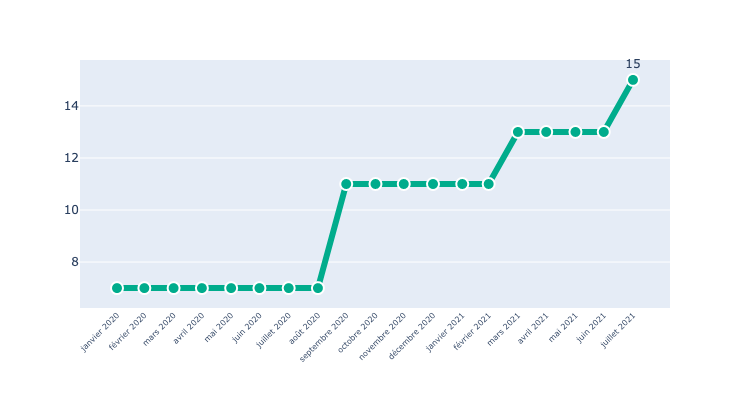 15
14
12
10
8
janvier 2020
février 2020
mars 2020
avril 2020
mai 2020
juin 2020
juillet 2020
août 2020
septembre 2020
octobre 2020
novembre 2020
décembre 2020
janvier 2021
février 2021
mars 2021
avril 2021
mai 2021
juin 2021
juillet 2021